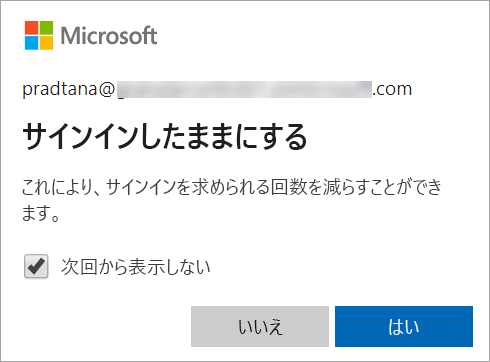 Microsoft
pradtana@ .com
サインインしたままにする
これにより、サインインを求められる回数を減らすことができ
ます。
次回から表示しない
いいえ
はい